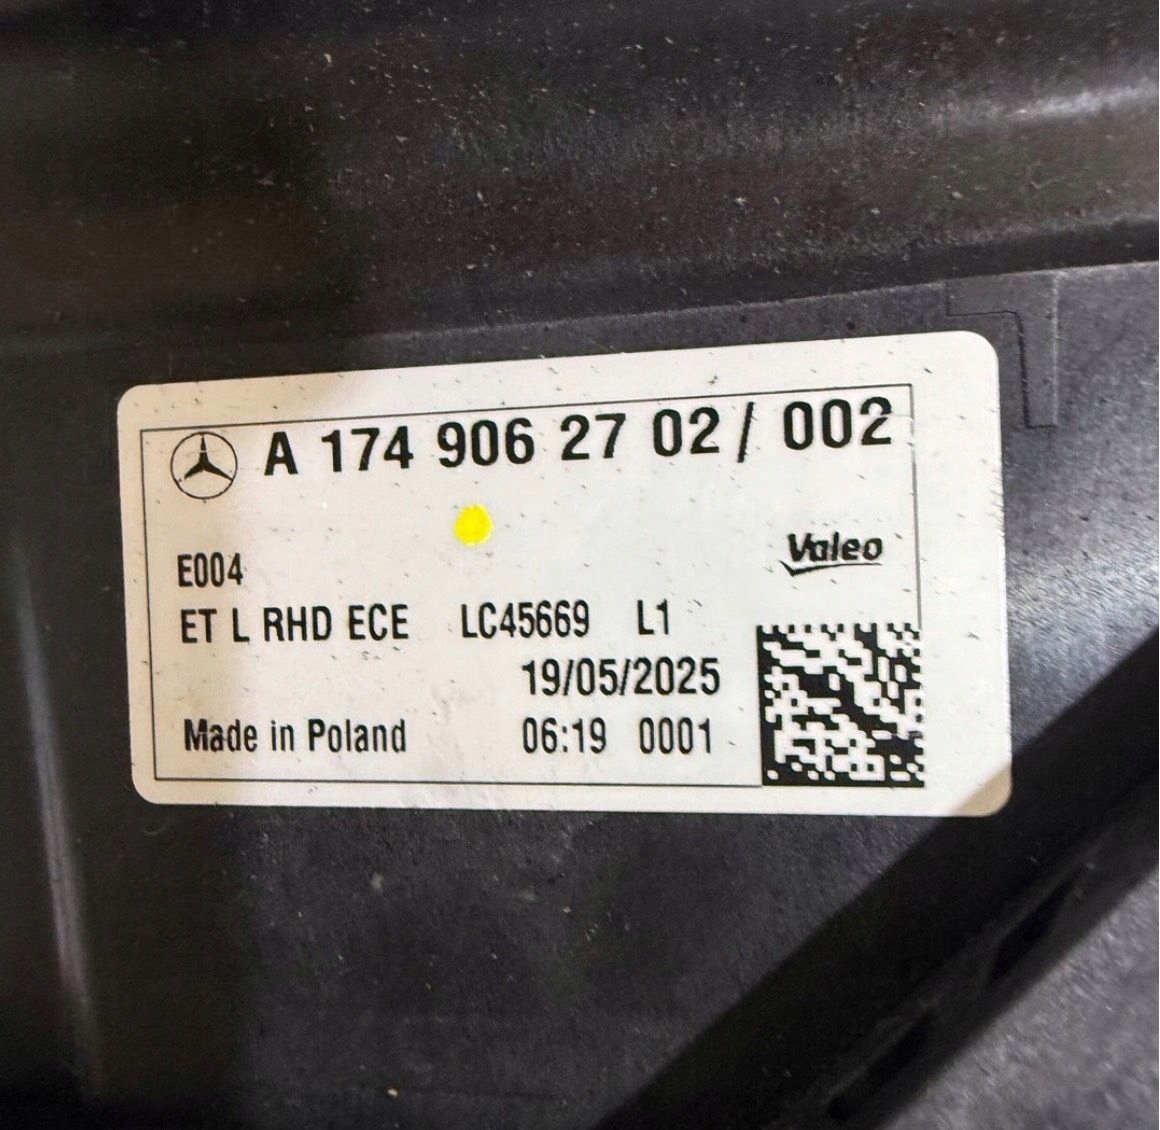 A 174 906 27 02 / 002
Valeo
E004
ET L RHD ECE LC45669 L1
19/05/2025
Made in Poland 06:19 0001